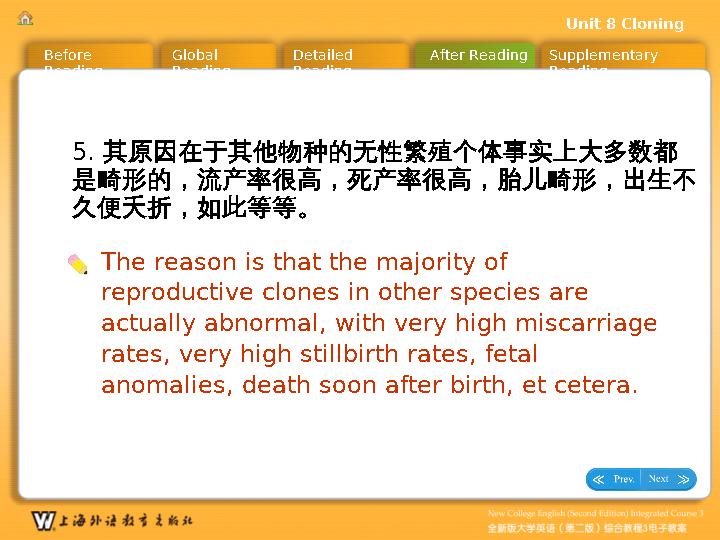 Unit 8 Cloning
Before Reading
Global Reading
Detailed Reading
After Reading
Supplementary Reading
5. 其原因在于其他物种的无性繁殖个体事实上大多数都
是畸形的，流产率很高，死产率很高，胎儿畸形，出生不
久便夭折，如此等等。
The reason is that the majority of
reproductive clones in other species are
actually abnormal, with very high miscarriage
rates, very high stillbirth rates, fetal
anomalies, death soon after birth, et cetera.
Prev. Next
上海外语教育出版社
New College English (Second Edition) Integrated Course 3
全新版大学英语（第二版）综合教程3电子教案